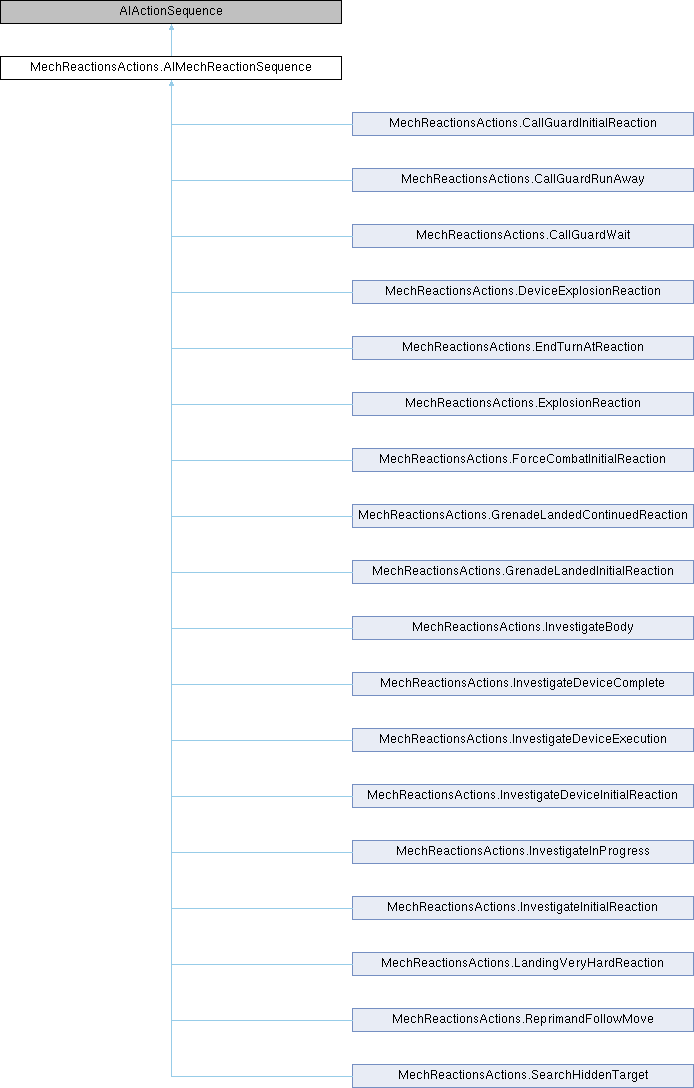 AIActionSequence
MechReactionsActions.AIMechReactionSequence
MechReactionsActions.CallGuardInitialReaction
MechReactionsActions.CallGuardRunAway
MechReactionsActions.CallGuardWait
MechReactionsActions.DeviceExplosionReaction
MechReactionsActions.EndTurnAtReaction
MechReactionsActions.ExplosionReaction
MechReactionsActions.ForceCombatInitialReaction
MechReactionsActions.GrenadeLandedContinuedReaction
MechReactionsActions.GrenadeLandedInitialReaction
MechReactionsActions.InvestigateBody
MechReactionsActions.InvestigateDeviceComplete
MechReactionsActions.InvestigateDeviceExecution
MechReactionsActions.InvestigateDeviceInitialReaction
MechReactionsActions.InvestigateInProgress
MechReactionsActions.InvestigateInitialReaction
MechReactionsActions.LandingVeryHardReaction
MechReactionsActions.ReprimandFollowMove
MechReactionsActions.SearchHiddenTarget